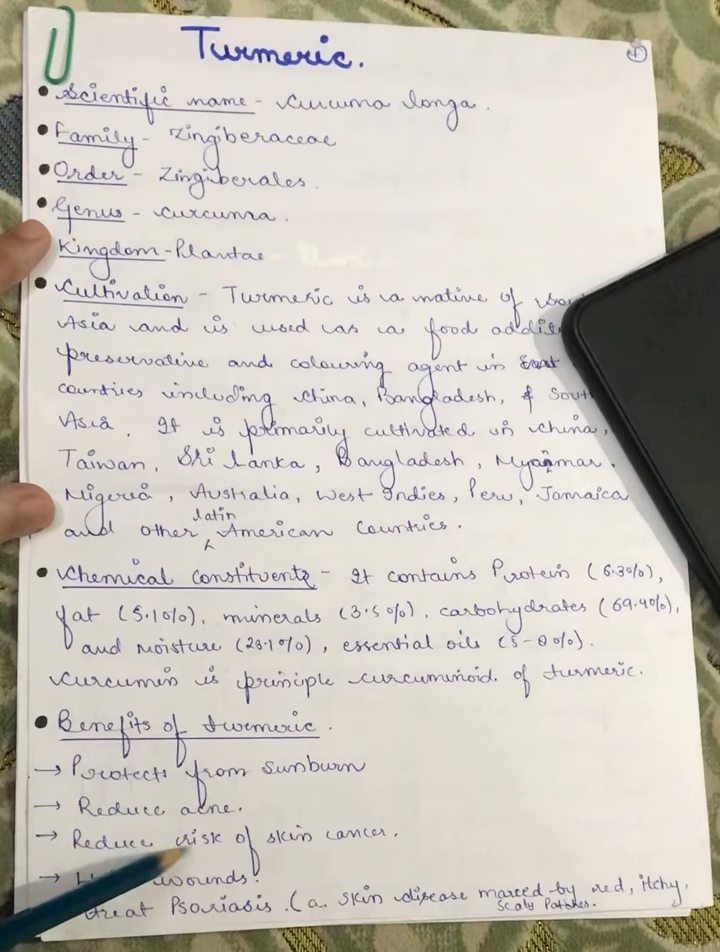 Turmeric.
1
• Scientific name - Curcuma longa.
• Family - Zingiberaceae
• Order - Zingiberales.
• Genus - Curcuma.
Kingdom - Plantae
• Cultivation - Turmeric is a native of
Asia and is used as a food
preservative and colouring agent in
countries including China, Bangladesh, & South
Asia. It is primarily cultivated in China,
Taiwan, Sri Lanka, Bangladesh, Myanmar.
Nigeria, Australia, West Indies, Peru, Jamaica
and other latin American Countries.
• Chemical constituents - It contains Protein (6.3%),
fat (5.1%), minerals (3.5%), carbohydrates (69.4%),
and Moisture (), essential oils ().
Curcumin is principle curcuminoid. of turmeric.
• Benefits of turmeric.
→ Protects from Sunburn
→ Reduce acne.
→ Reduce risk of skin cancer.
→ wounds.
treat Psoriasis. (a skin disease by red, itchy,
Scaly Patches.